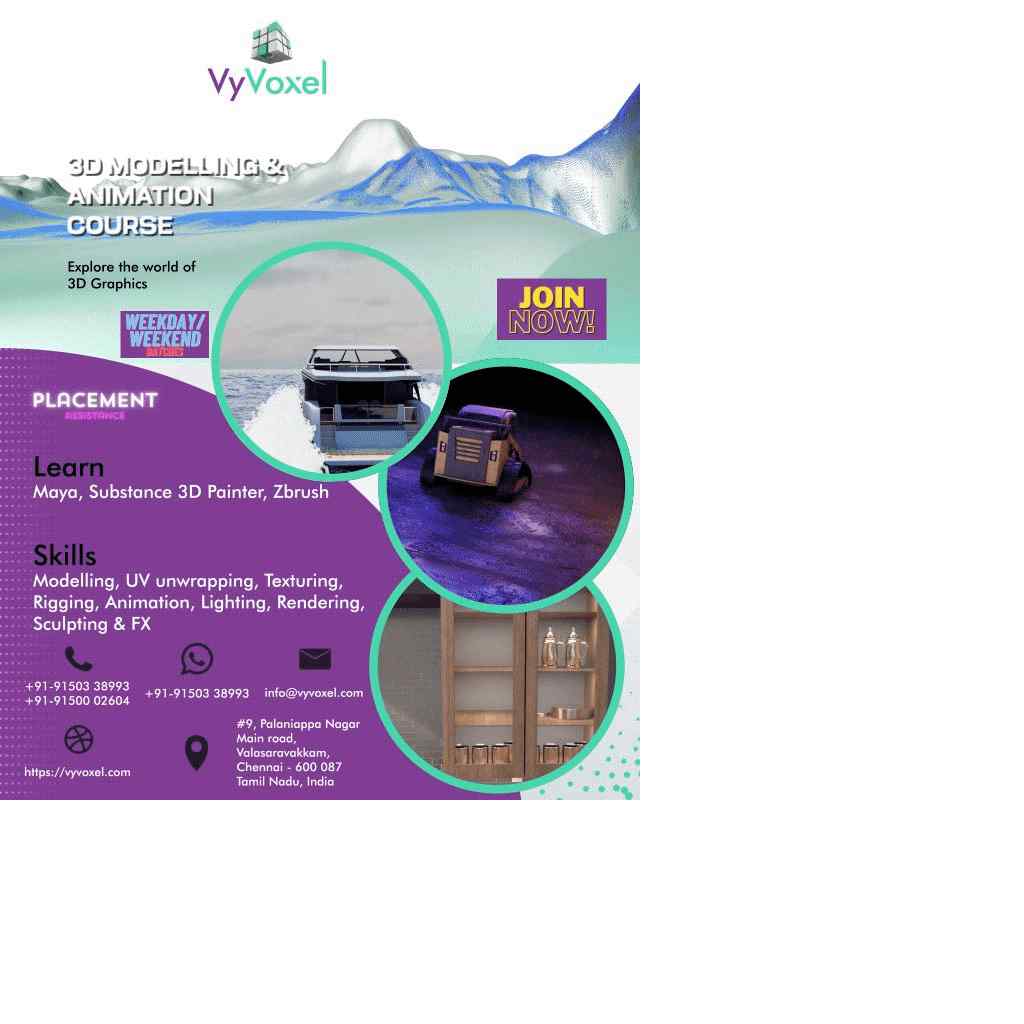 VyVoxel
3D MODELLING &
ANIMATION
COURSE
Explore the world of
3D Graphics
JOIN
NOW!
WEEKDAY/
WEEKEND
BATCHES
PLACEMENT
ASSISTANCE
Learn
Maya, Substance 3D Painter, Zbrush
Skills
Modelling, UV unwrapping, Texturing,
Rigging, Animation, Lighting, Rendering,
Sculpting & FX
+91-91503 38993
+91-91500 02604
+91-91503 38993
info@vyvoxel.com
https://vyvoxel.com
#9, Palaniappa Nagar
Main road,
Valasaravakkam,
Chennai - 600 087
Tamil Nadu, India